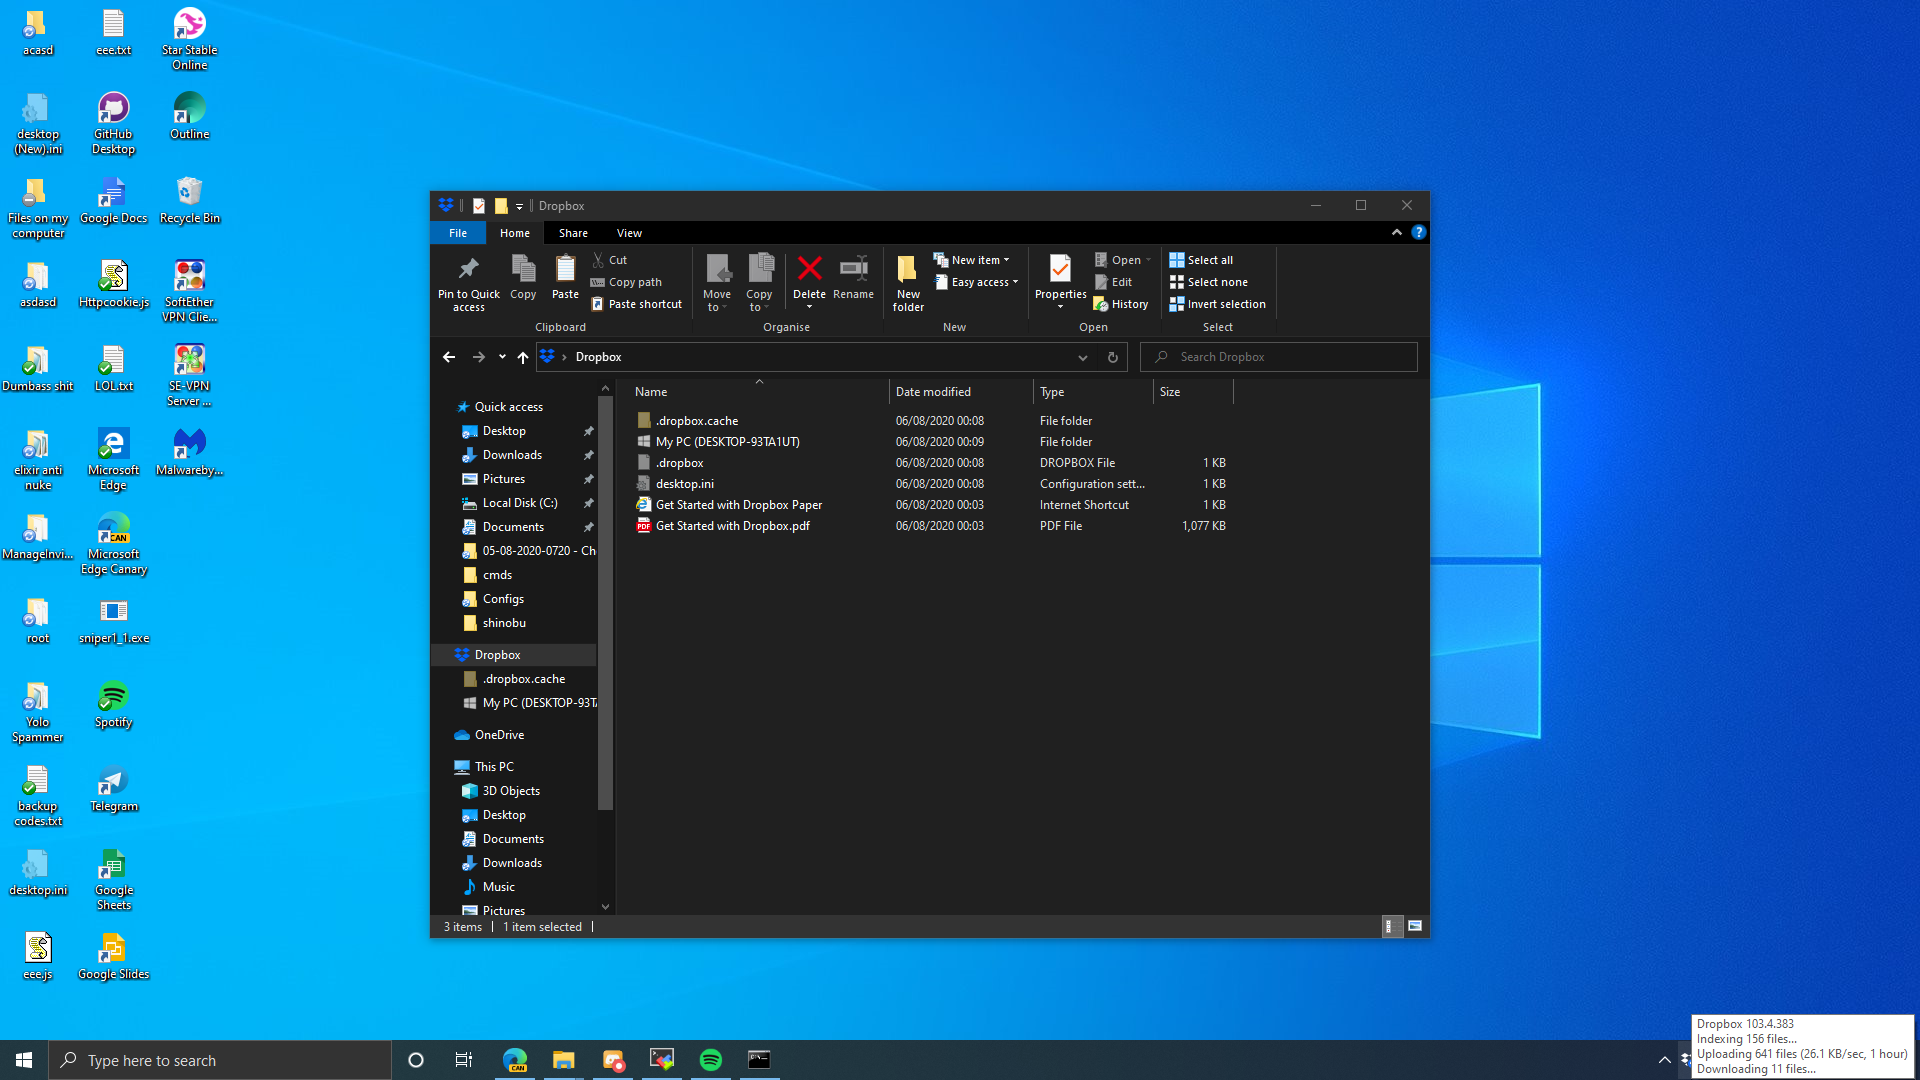 acasd
eee.txt
Star Stable
Online
desktop
(New).ini
GitHub
Desktop
Outline
Files on my
computer
Google Docs
Recycle Bin
asdasd
Httpcookie.js
SoftEther
VPN Clie...
Dumbass shit
LOL.txt
SE-VPN
Server ...
elixir anti
nuke
Microsoft
Edge
Malwareby...
ManageInvi...
Microsoft
Edge Canary
CAN
root
sniper1_1.exe
Yolo
Spammer
Spotify
backup
codes.txt
Telegram
desktop.ini
Google
Sheets
eee.js
Google Slides
Dropbox
File Home Share View
Pin to Quick
access
Copy
Paste
Cut
Copy path
Paste shortcut
Clipboard
Move
to
Copy
to
Delete
Rename
Organise
New
folder
New item
Easy access
New
Properties
Open
Edit
History
Open
Select all
Select none
Invert selection
Select
Dropbox
Search Dropbox
Quick access
Desktop
Downloads
Pictures
Local Disk (C:)
Documents
05-08-2020-0720 - Ch
cmds
Configs
shinobu
Dropbox
.dropbox.cache
My PC (DESKTOP-93TA
OneDrive
This PC
3D Objects
Desktop
Documents
Downloads
Music
Pictures
Name Date modified Type Size
.dropbox.cache 06/08/2020 00:08 File folder
My PC (DESKTOP-93TA1UT) 06/08/2020 00:09 File folder
.dropbox 06/08/2020 00:08 DROPBOX File 1 KB
desktop.ini 06/08/2020 00:08 Configuration sett... 1 KB
Get Started with Dropbox Paper 06/08/2020 00:03 Internet Shortcut 1 KB
PDF Get Started with Dropbox.pdf 06/08/2020 00:03 PDF File 1,077 KB
3 items 1 item selected
Type here to search
CAN
Dropbox 103.4.383
Indexing 156 files...
Uploading 641 files (26.1 KB/sec, 1 hour)
Downloading 11 files...